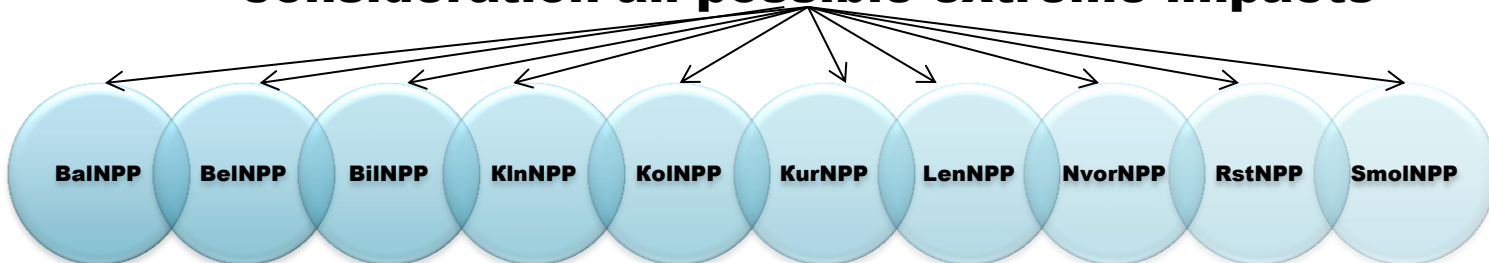 consideration all possible extreme impacts
BalNPP BelNPP BilNPP KlnNPP KolNPP KurNPP LenNPP NvorNPP RstNPP SmolNPP